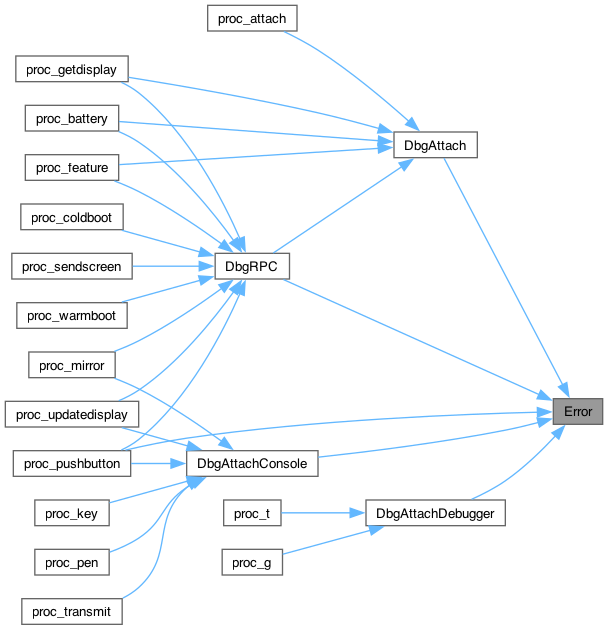 proc_attach
proc_getdisplay
proc_battery
DbgAttach
proc_feature
proc_coldboot
proc_sendscreen
DbgRPC
proc_warmboot
proc_mirror
proc_updatedisplay
Error
proc_pushbutton
DbgAttachConsole
proc_key
proc_t
DbgAttachDebugger
proc_pen
proc_g
proc_transmit